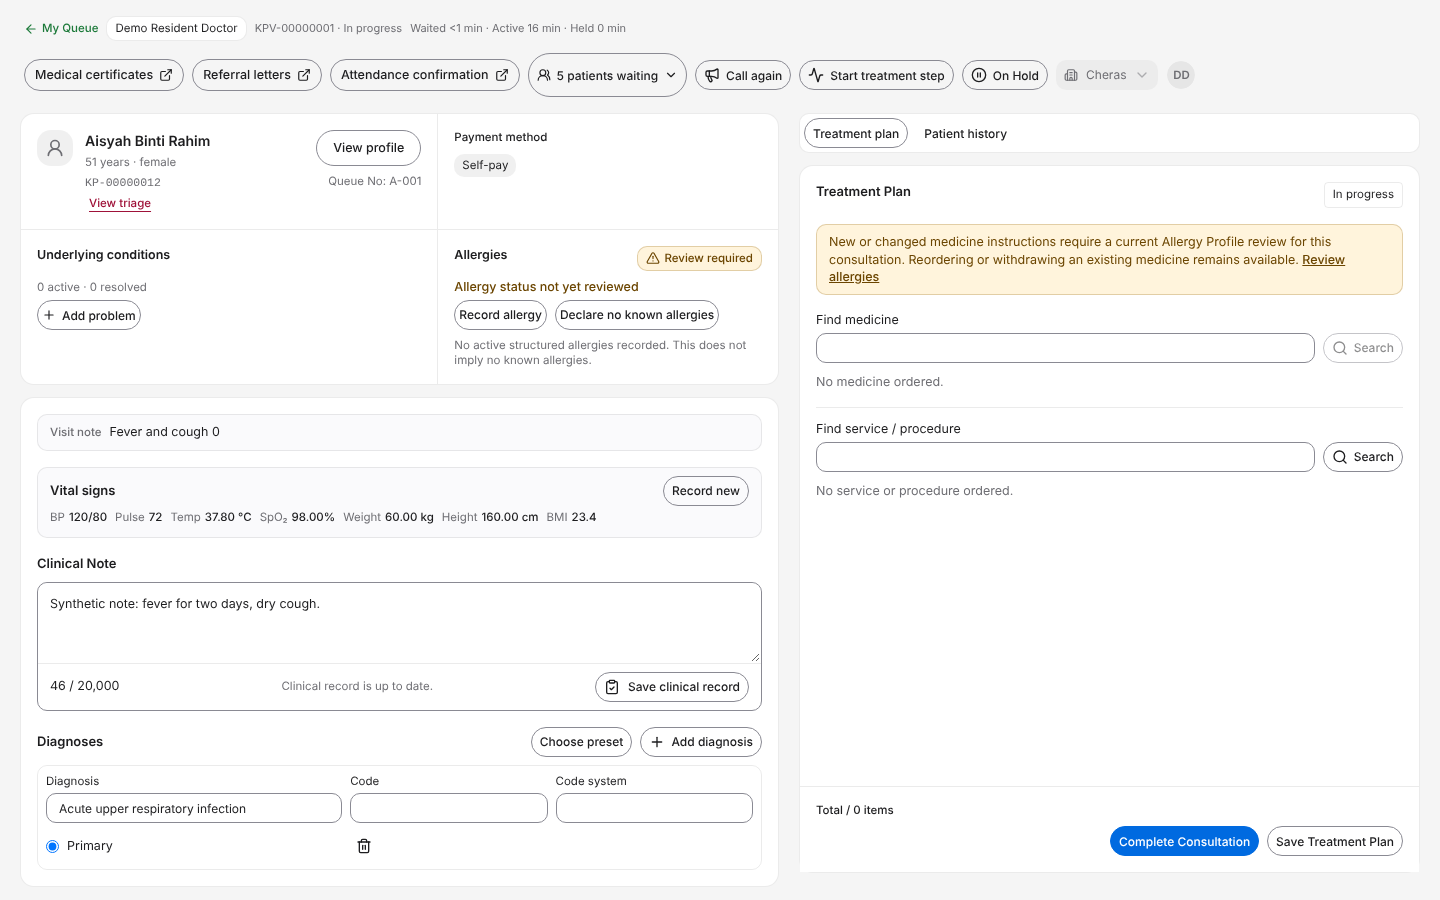 My Queue
Demo Resident Doctor
KPV-00000001 · In progress Waited <1 min · Active 16 min · Held 0 min
Medical certificates
Referral letters
Attendance confirmation
5 patients waiting
Call again
Start treatment step
On Hold
Cheras
DD
Aisyah Binti Rahim
51 years · female
KP-00000012
View triage
View profile
Queue No: A-001
Payment method
Self-pay
Underlying conditions
0 active · 0 resolved
Add problem
Allergies
Review required
Allergy status not yet reviewed
Record allergy
Declare no known allergies
No active structured allergies recorded. This does not
imply no known allergies.
Visit note Fever and cough 0
Vital signs
Record new
BP 120/80 Pulse 72 Temp 37.80 °C SpO₂ 98.00% Weight 60.00 kg Height 160.00 cm BMI 23.4
Clinical Note
Synthetic note: fever for two days, dry cough.
46 / 20,000
Clinical record is up to date.
Save clinical record
Diagnoses
Choose preset
Add diagnosis
Diagnosis
Code
Code system
Acute upper respiratory infection
Primary
Treatment plan
Patient history
Treatment Plan
In progress
New or changed medicine instructions require a current Allergy Profile review for this
consultation. Reordering or withdrawing an existing medicine remains available. Review
allergies
Find medicine
Search
No medicine ordered.
Find service / procedure
Search
No service or procedure ordered.
Total / 0 items
Complete Consultation
Save Treatment Plan